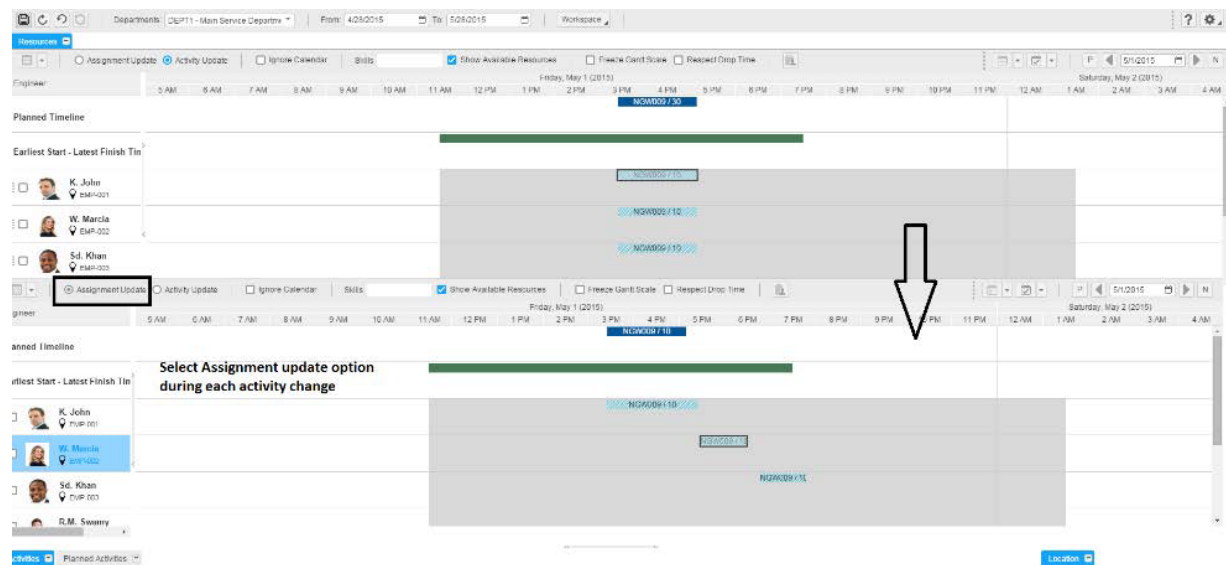 Departments: DEPT1 - Main Service Departme From: 4/28/2015 To 5/28/2015 Workspace ?
Resources
Assignment Update Activity Update Ignore Calendar Skills Show Available Resources Freeze Gantt Scale Respect Drop Time P 5/1/2015 N
Engineer Friday, May 1 (2015) Saturday, May 2 (2015)
5 AM 6 AM 7 AM 8 AM 9 AM 10 AM 11 AM 12 PM 1 PM 2 PM 3 PM 4 PM 5 PM 6 PM 7 PM 8 PM 9 PM 10 PM 11 PM 12 AM 1 AM 2 AM 3 AM 4 AM
NGW009 / 30
Planned Timeline
Earliest Start - Latest Finish Tin
K. John NGW009 / 10
EMP-001
W. Marcia NGW009 / 10
EMP-002
Sd. Khan NGW009 / 10
EMP-003
Assignment Update Activity Update Ignore Calendar Skills Show Available Resources Freeze Gantt Scale Respect Drop Time P 5/1/2015 N
gineer Friday, May 1 (2015) Saturday, May 2 (2015)
5 AM 6 AM 7 AM 8 AM 9 AM 10 AM 11 AM 12 PM 1 PM 2 PM 3 PM 4 PM 5 PM 6 PM 7 PM 8 PM 9 PM 10 PM 11 PM 12 AM 1 AM 2 AM 3 AM 4 AM
NGW009 / 10
anned Timeline
Select Assignment update option
rliest Start - Latest Finish Tin
during each activity change
K. John NGW009 / 10
EMP-001
W. Marcia NGW009 / 10
EMP-002
Sd. Khan NGW009 / 10
EMP-003
R.M. Swamy
ctivities Planned Activities Location